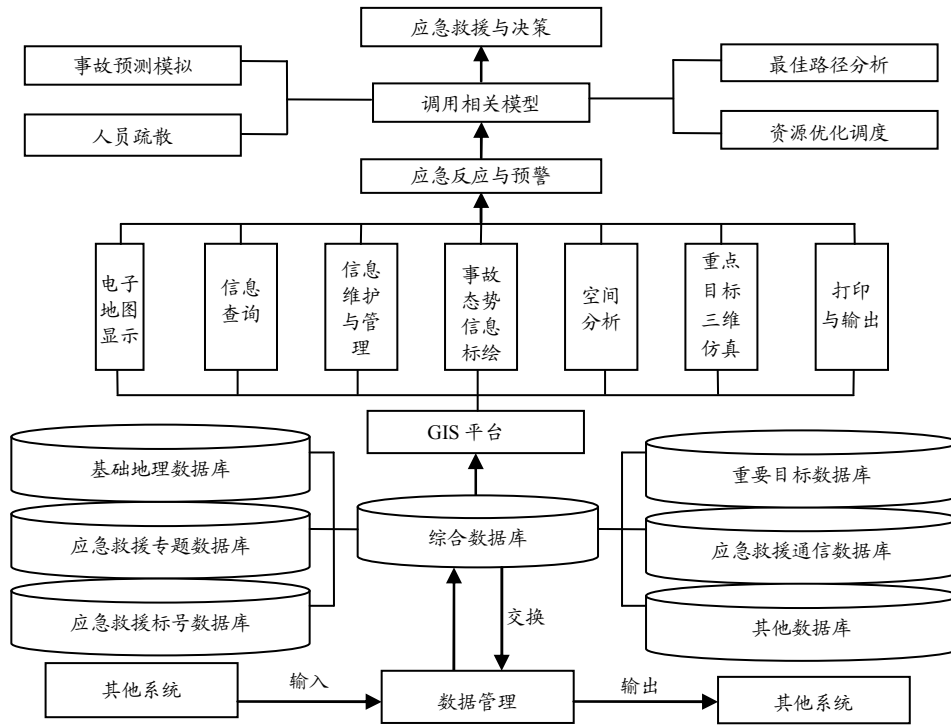 应急救援与决策
事故预测模拟
最佳路径分析
调用相关模型
人员疏散
资源优化调度
应急反应与预警
电子
地图
显示
信息
查询
信息
维护
与管
理
事故
态势
信息
标绘
空间
分析
重点
目标
三维
仿真
打印
与输出
GIS 平台
基础地理数据库
重要目标数据库
应急救援专题数据库
综合数据库
应急救援通信数据库
应急救援标号数据库
交换
其他数据库
其他系统
输入
数据管理
输出
其他系统